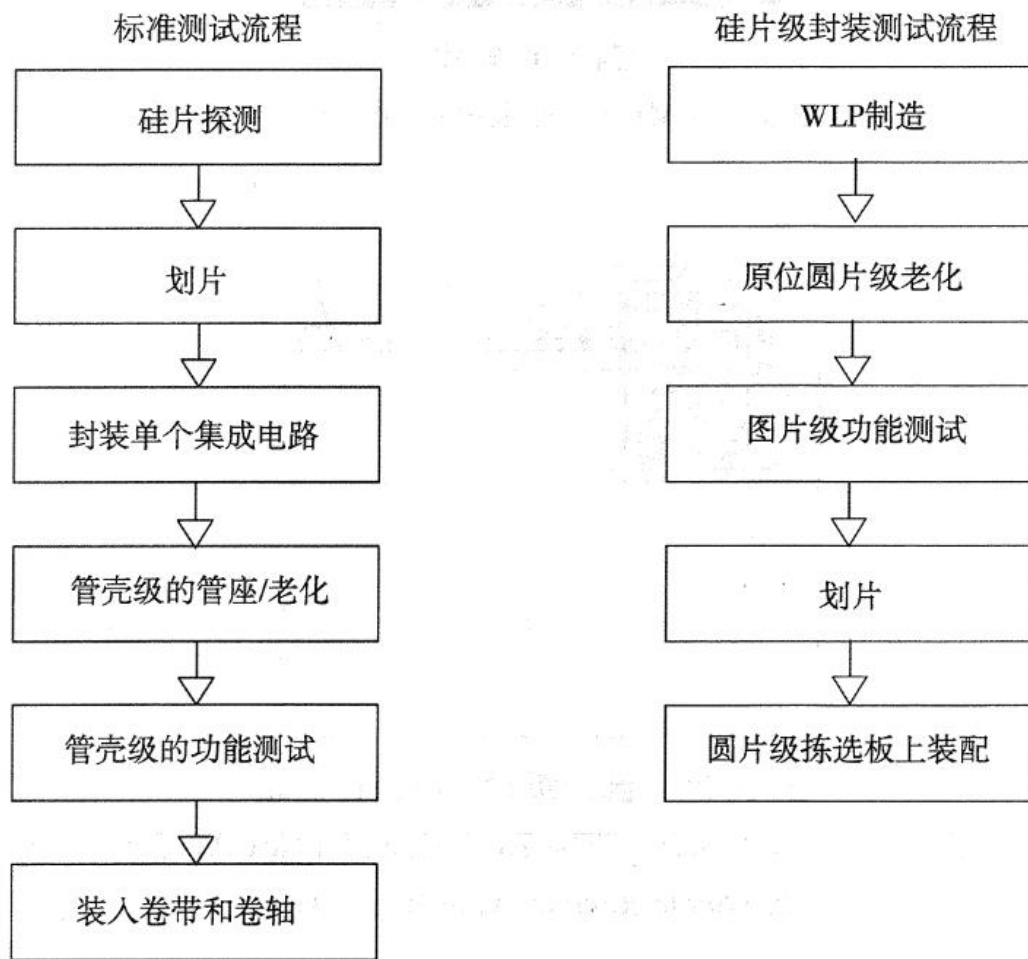 标准测试流程
硅片探测
划片
封装单个集成电路
管壳级的管座/老化
管壳级的功能测试
装入卷带和卷轴
硅片级封装测试流程
WLP制造
原位圆片级老化
图片级功能测试
划片
圆片级拣选板上装配